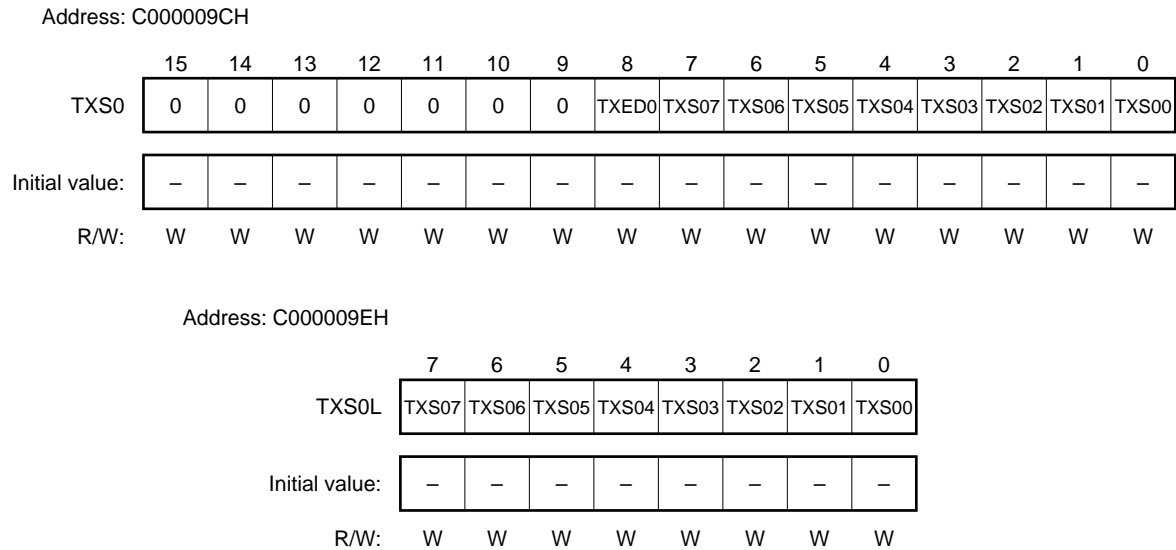 Address: C000009CH
15 14 13 12 11 10 9 8 7 6 5 4 3 2 1 0
TXS0 0 0 0 0 0 0 0 TXED0 TXS07 TXS06 TXS05 TXS04 TXS03 TXS02 TXS01 TXS00
Initial value: – – – – – – – – – – – – – – – –
R/W: W W W W W W W W W W W W W W W W
Address: C000009EH
7 6 5 4 3 2 1 0
TXS0L TXS07 TXS06 TXS05 TXS04 TXS03 TXS02 TXS01 TXS00
Initial value: – – – – – – – –
R/W: W W W W W W W W